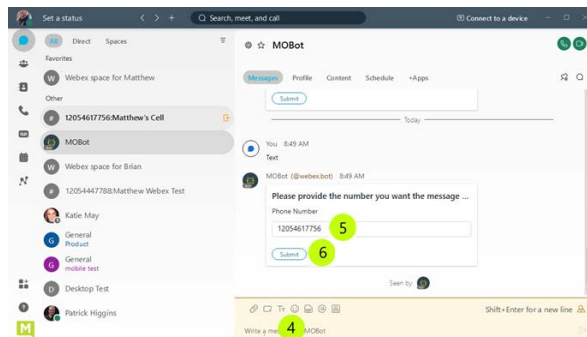 Set a status
Search, meet, and call
Connect to a device
All Direct Spaces
Favorites
W Webex space for Matthew
Other
# 12054617756:Matthew's Cell
MOBot
W Webex space for Brian
# 12054447788:Matthew Webex Test
Katie May
G General
Product
G General
mobile test
D Desktop Test
Patrick Higgins
M
MOBot
Messages Profile Content Schedule +Apps
Submit
Today
You 8:49 AM
Text
MOBot (@webex.bot) 8:49 AM
Please provide the number you want the message ...
Phone Number
12054617756
5
Submit
6
Seen by
Shift+Enter for a new line
4
Write a me MOBot